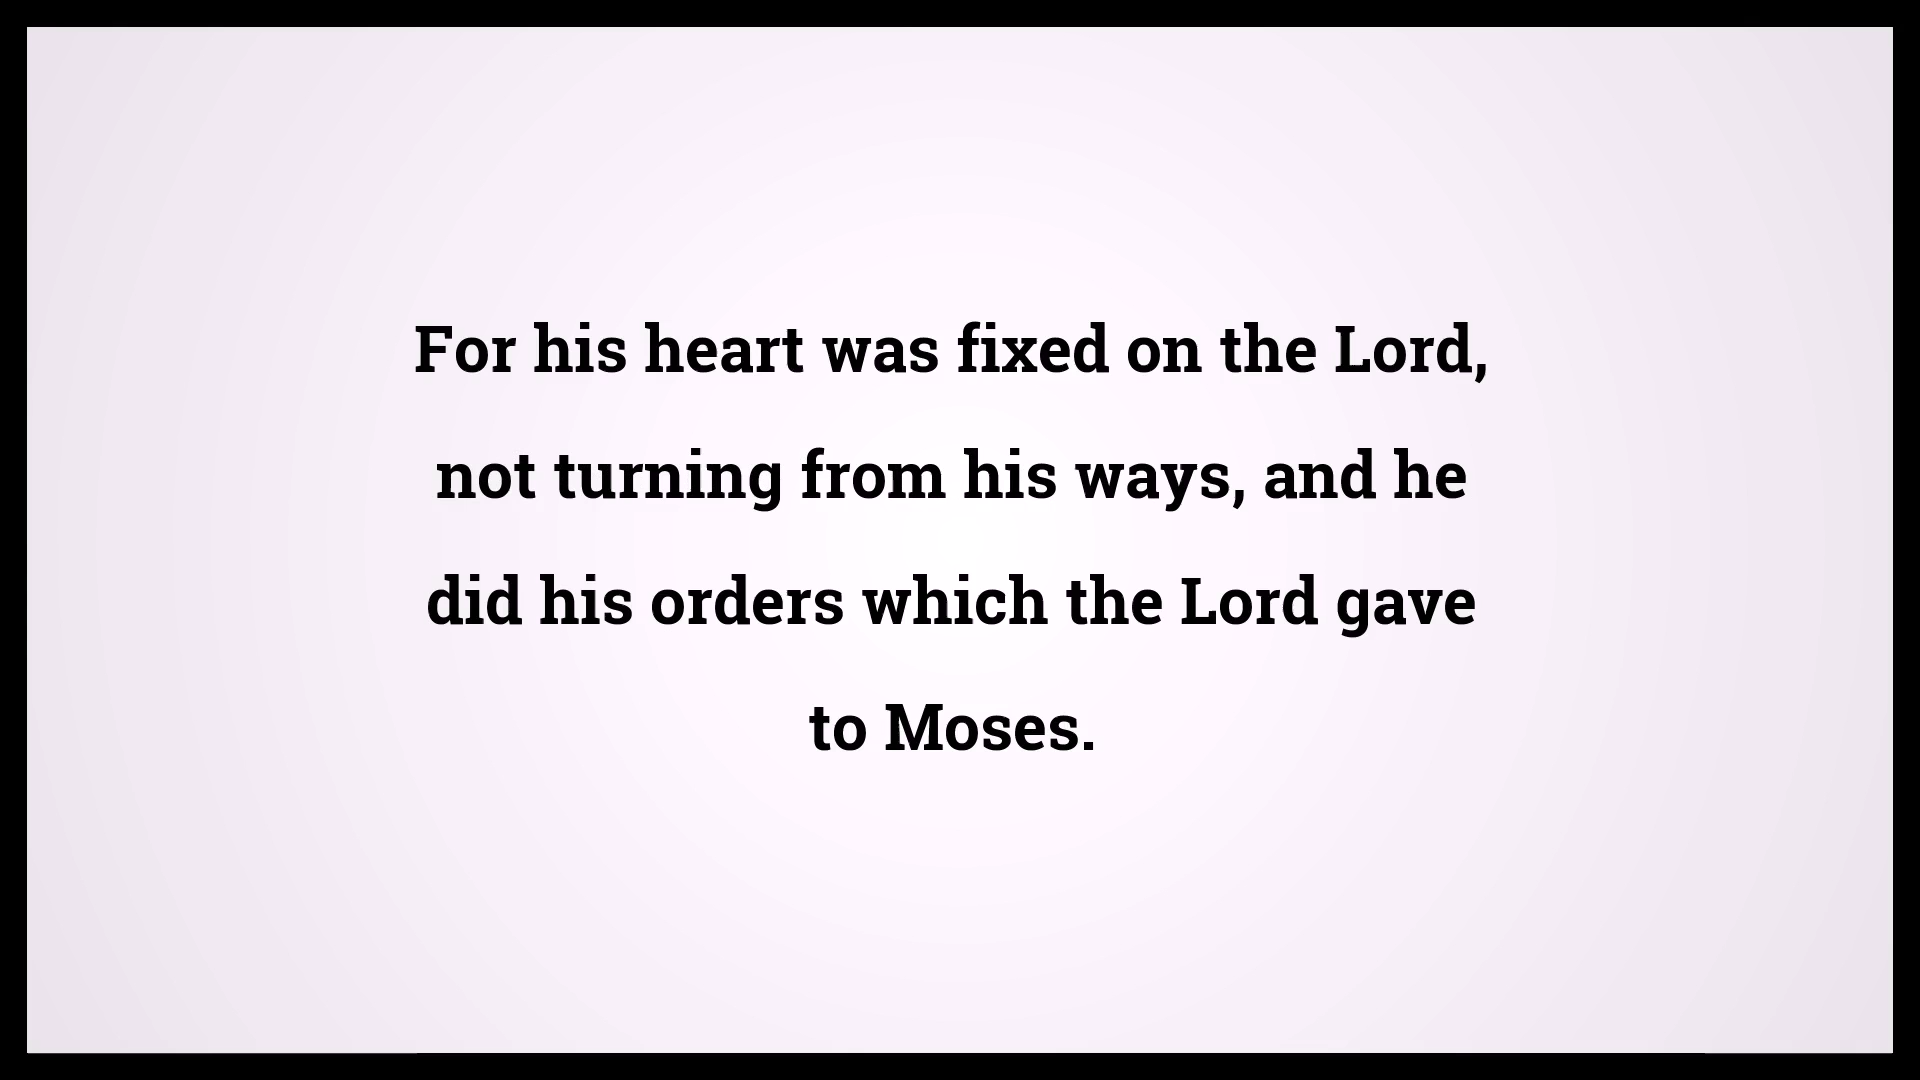 For his heart was fixed on the Lord,
not turning from his ways, and he
did his orders which the Lord gave
to Moses.